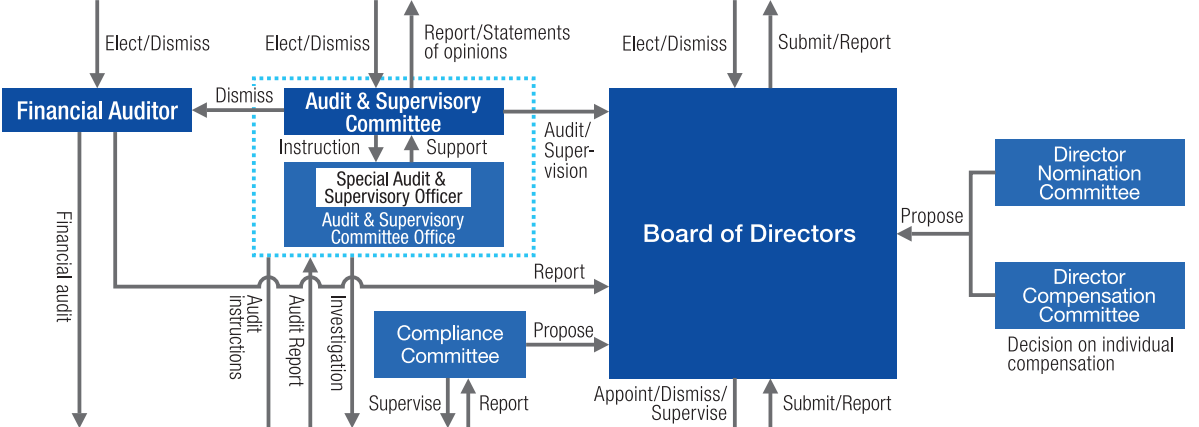 Elect/Dismiss
Elect/Dismiss
Report/Statements
of opinions
Elect/Dismiss
Submit/Report
Financial Auditor
Dismiss
Audit & Supervisory
Committee
Audit/
Super-
vision
Instruction
Support
Special Audit &
Supervisory Officer
Audit & Supervisory
Committee Office
Board of Directors
Propose
Director
Nomination
Committee
Director
Compensation
Committee
Decision on individual
compensation
Financial audit
Report
Audit
instructions
Audit Report
Investigation
Compliance
Committee
Propose
Supervise
Report
Appoint/Dismiss/
Supervise
Submit/Report